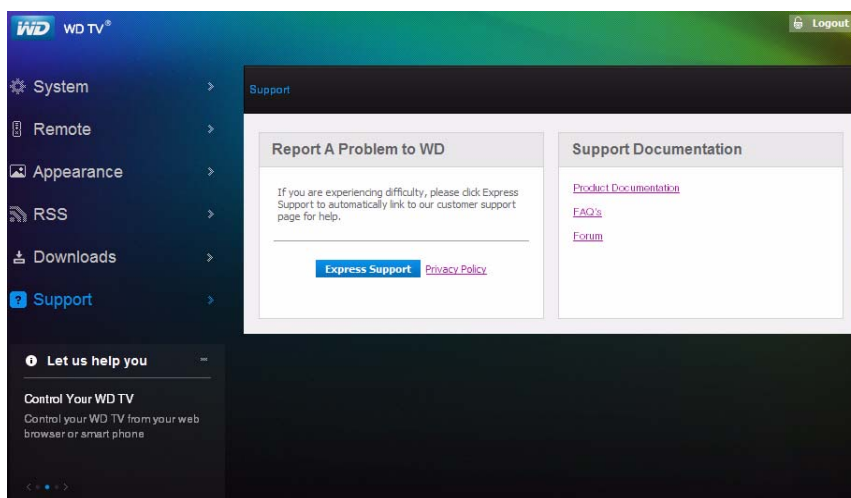 WD WD TV®
Logout
System
Remote
Appearance
RSS
Downloads
Support
Support
Report A Problem to WD
If you are experiencing difficulty, please click Express
Support to automatically link to our customer support
page for help.
Express Support Privacy Policy
Support Documentation
Product Documentation
FAQ's
Forum
Let us help you
Control Your WD TV
Control your WD TV from your web
browser or smart phone